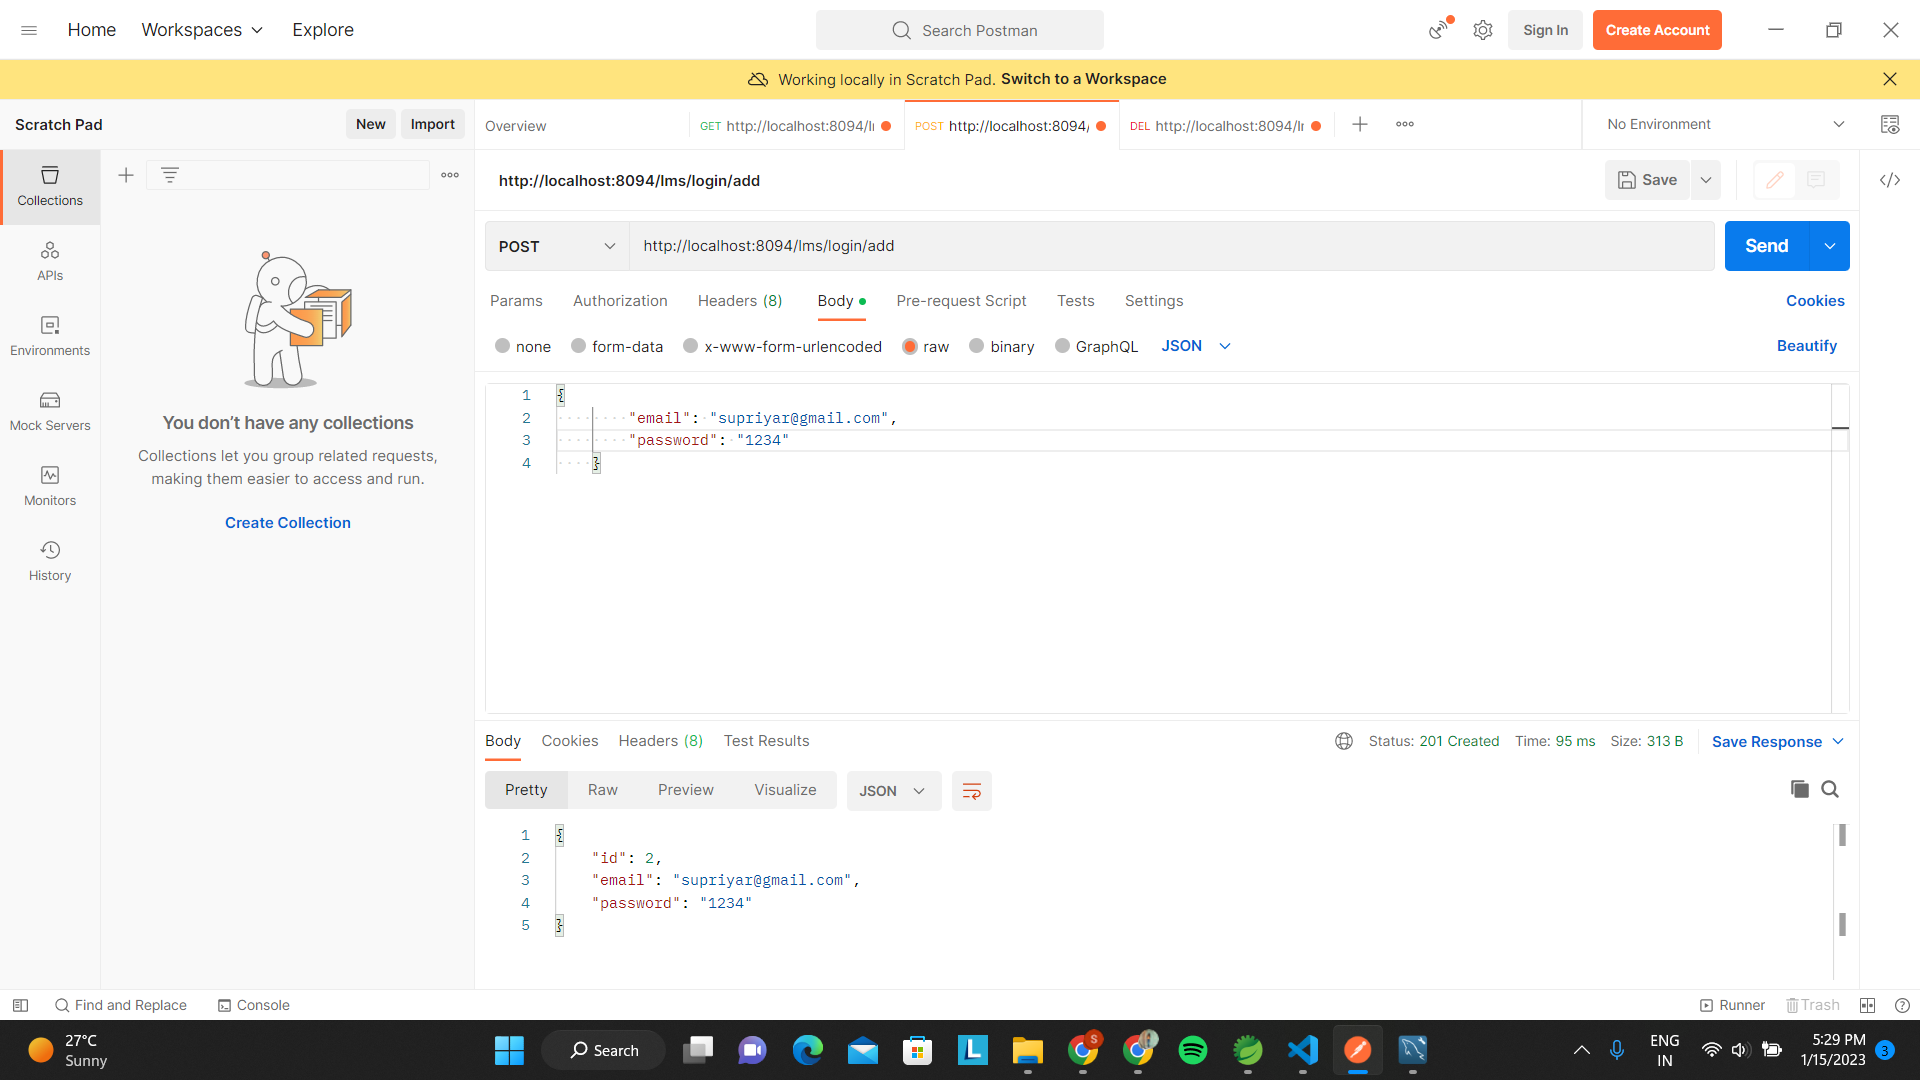 Home Workspaces Explore Search Postman Sign In Create Account
Working locally in Scratch Pad. Switch to a Workspace
Scratch Pad New Import Overview GET http://localhost:8094/l POST http://localhost:8094/ DEL http://localhost:8094/l No Environment
Collections
APIs
Environments
Mock Servers
Monitors
History
You don’t have any collections
Collections let you group related requests,
making them easier to access and run.
Create Collection
http://localhost:8094/lms/login/add Save
POST http://localhost:8094/lms/login/add Send
Params Authorization Headers (8) Body Pre-request Script Tests Settings Cookies
none form-data x-www-form-urlencoded raw binary GraphQL JSON Beautify
1 {
2 "email": "supriyar@gmail.com",
3 "password": "1234"
4 }
Body Cookies Headers (8) Test Results Status: 201 Created Time: 95 ms Size: 313 B Save Response
Pretty Raw Preview Visualize JSON
1 {
2 "id": 2,
3 "email": "supriyar@gmail.com",
4 "password": "1234"
5 }
Find and Replace Console Runner Trash
27°C
Sunny
Search
L
S
ENG
IN
5:29 PM
1/15/2023
3